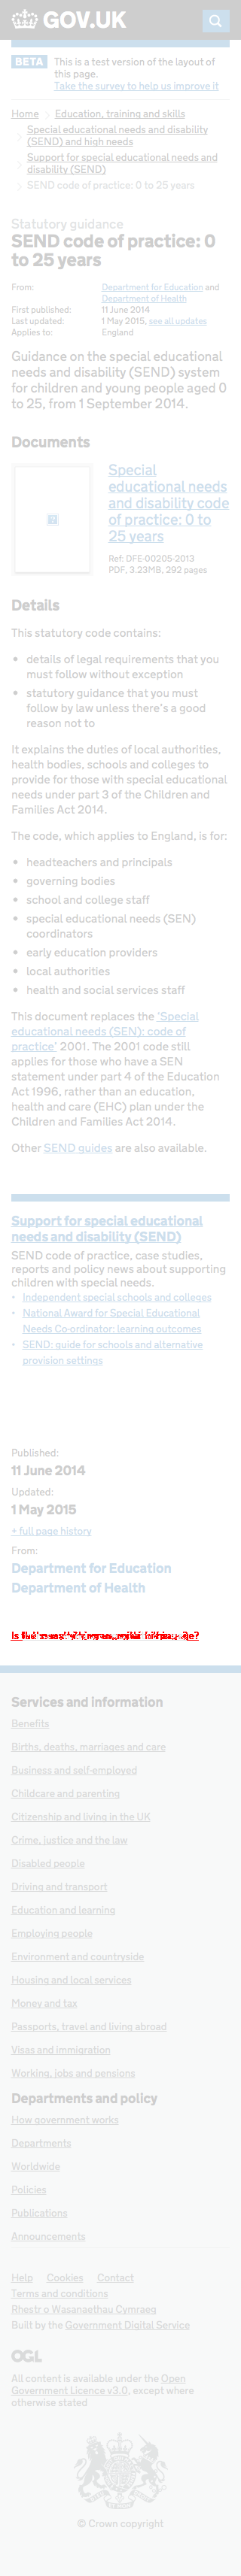 GOV.UK
BETA This is a test version of the layout of
this page.
Take the survey to help us improve it
Home Education, training and skills
Special educational needs and disability
(SEND) and high needs
Support for special educational needs and
disability (SEND)
SEND code of practice: 0 to 25 years
Statutory guidance
SEND code of practice: 0
to 25 years
From: Department for Education and
Department of Health
First published: 11 June 2014
Last updated: 1 May 2015, see all updates
Applies to: England
Guidance on the special educational
needs and disability (SEND) system
for children and young people aged 0
to 25, from 1 September 2014.
Documents
Special
educational needs
and disability code
of practice: 0 to
25 years
Ref: DFE-00205-2013
PDF, 3.23MB, 292 pages
Details
This statutory code contains:
• details of legal requirements that you
must follow without exception
• statutory guidance that you must
follow by law unless there's a good
reason not to
It explains the duties of local authorities,
health bodies, schools and colleges to
provide for those with special educational
needs under part 3 of the Children and
Families Act 2014.
The code, which applies to England, is for:
• headteachers and principals
• governing bodies
• school and college staff
• special educational needs (SEN)
coordinators
• early education providers
• local authorities
• health and social services staff
This document replaces the 'Special
educational needs (SEN): code of
practice' 2001. The 2001 code still
applies for those who have a SEN
statement under part 4 of the Education
Act 1996, rather than an education,
health and care (EHC) plan under the
Children and Families Act 2014.
Other SEND guides are also available.
Support for special educational
needs and disability (SEND)
SEND code of practice, case studies,
reports and policy news about supporting
children with special needs.
• Independent special schools and colleges
• National Award for Special Educational
Needs Co-ordinator: learning outcomes
• SEND: guide for schools and alternative
provision settings
Published:
11 June 2014
Updated:
1 May 2015
+ full page history
From:
Department for Education
Department of Health
Services and information
Benefits
Births, deaths, marriages and care
Business and self-employed
Childcare and parenting
Citizenship and living in the UK
Crime, justice and the law
Disabled people
Driving and transport
Education and learning
Employing people
Environment and countryside
Housing and local services
Money and tax
Passports, travel and living abroad
Visas and immigration
Working, jobs and pensions
Departments and policy
How government works
Departments
Worldwide
Policies
Publications
Announcements
Help Cookies Contact
Terms and conditions
Rhestr o Wasanaethau Cymraeg
Built by the Government Digital Service
OGL
All content is available under the Open
Government Licence v3.0, except where
otherwise stated
© Crown copyright